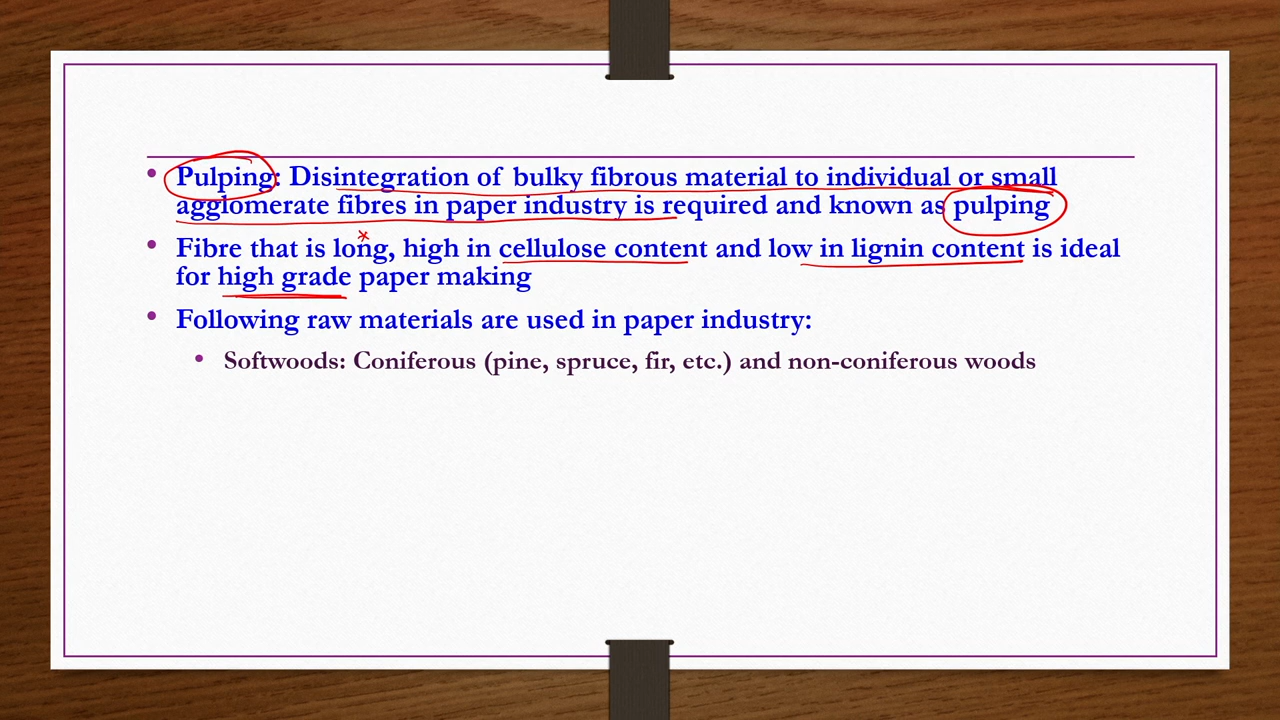 • Pulping: Disintegration of bulky fibrous material to individual or small
agglomerate fibres in paper industry is required and known as pulping
• Fibre that is long, high in cellulose content and low in lignin content is ideal
for high grade paper making
• Following raw materials are used in paper industry:
• Softwoods: Coniferous (pine, spruce, fir, etc.) and non-coniferous woods